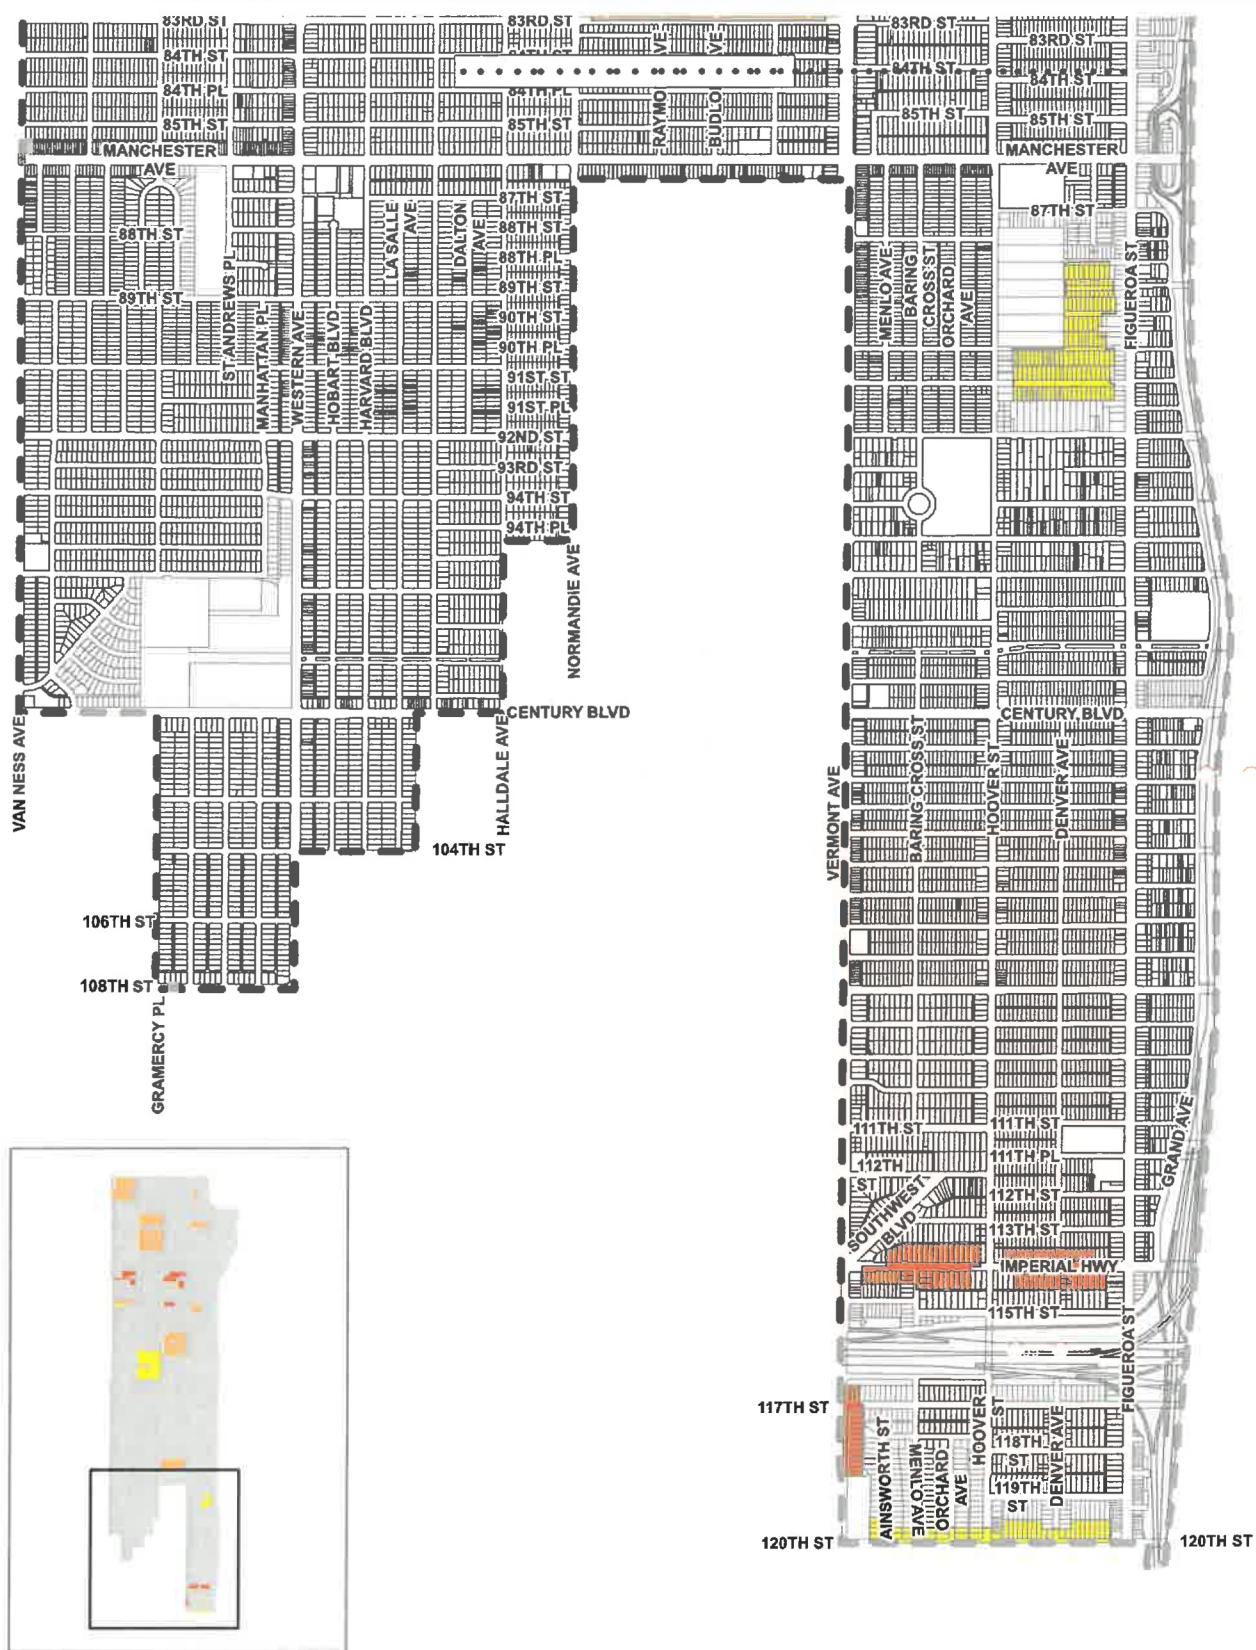 83RD ST
83RD ST
83RD ST
83RD ST
84TH ST
84TH ST
84TH ST
84TH PL
84TH PL
85TH ST
85TH ST
85TH ST
85TH ST
AVE
RAYMO
AVE
BUDLO
MANCHESTER
AVE
MANCHESTER
AVE
87TH ST
87TH ST
88TH ST
88TH ST
88TH PL
89TH ST
89TH ST
90TH ST
90TH PL
91ST ST
91ST PL
92ND ST
93RD ST
94TH ST
94TH PL
ST ANDREWS PL
MANHATTAN PL
WESTERN AVE
HOBART BLVD
HARVARD BLVD
LA SALLE
AVE
DALTON
AVE
MENLO AVE
BARING
CROSS ST
ORCHARD
AVE
FIGUEROA ST
NORMANDIE AVE
CENTURY BLVD
CENTURY BLVD
VAN NESS AVE
HALLDALE AVE
VERMONT AVE
BARING CROSS ST
HOOVER ST
DENVER AVE
104TH ST
106TH ST
108TH ST
GRAMERCY PL
111TH ST
111TH ST
111TH PL
112TH
ST
112TH ST
SOUTHWEST
BLVD
113TH ST
GRAND AVE
IMPERIAL HWY
115TH ST
FIGUEROA ST
117TH ST
AINSWORTH ST
MENLO AVE
ORCHARD
AVE
HOOVER
ST
118TH
ST
119TH
ST
DENVER AVE
120TH ST
120TH ST